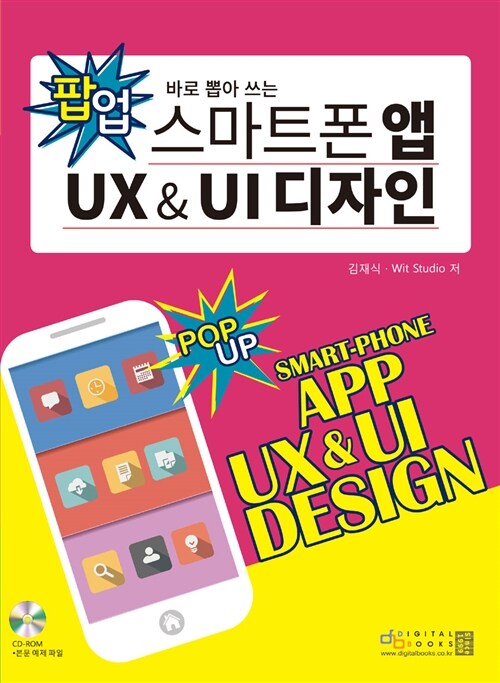 팝업
바로 뽑아 쓰는
스마트폰 앱
UX & UI 디자인
김재식 · Wit Studio 저
POP
UP
SMART-PHONE
APP
UX & UI
DESIGN
CD-ROM
•본문 예제 파일
DIGITAL
BOOKS
www.digitalbooks.co.kr